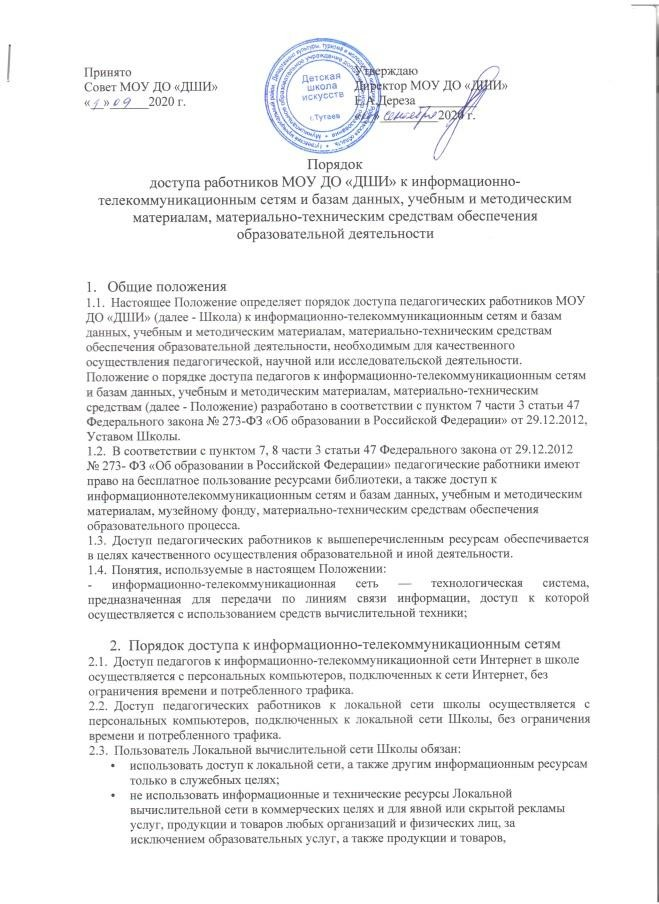 Принято
Совет МОУ ДО «ДШИ»
«1» 09 2020 г.
Утверждаю
Директор МОУ ДО «ДШИ»
Е.А.Дереза
сентября 2020 г.
Детская
школа
искусств
г.Тутаев
Порядок
доступа работников МОУ ДО «ДШИ» к информационно-
телекоммуникационным сетям и базам данных, учебным и методическим
материалам, материально-техническим средствам обеспечения
образовательной деятельности
1. Общие положения
1.1. Настоящее Положение определяет порядок доступа педагогических работников МОУ
ДО «ДШИ» (далее - Школа) к информационно-телекоммуникационным сетям и базам
данных, учебным и методическим материалам, материально-техническим средствам
обеспечения образовательной деятельности, необходимым для качественного
осуществления педагогической, научной или исследовательской деятельности.
Положение о порядке доступа педагогов к информационно-телекоммуникационным сетям
и базам данных, учебным и методическим материалам, материально-техническим
средствам (далее - Положение) разработано в соответствии с пунктом 7 части 3 статьи 47
Федерального закона № 273-ФЗ «Об образовании в Российской Федерации» от 29.12.2012,
Уставом Школы.
1.2. В соответствии с пунктом 7, 8 части 3 статьи 47 Федерального закона от 29.12.2012
№ 273- ФЗ «Об образовании в Российской Федерации» педагогические работники имеют
право на бесплатное пользование ресурсами библиотеки, а также доступ к
информационнотелекоммуникационным сетям и базам данных, учебным и методическим
материалам, музейному фонду, материально-техническим средствам обеспечения
образовательного процесса.
1.3. Доступ педагогических работников к вышеперечисленным ресурсам обеспечивается
в целях качественного осуществления образовательной и иной деятельности.
1.4. Понятия, используемые в настоящем Положении:
- информационно-телекоммуникационная сеть — технологическая система,
предназначенная для передачи по линиям связи информации, доступ к которой
осуществляется с использованием средств вычислительной техники;
2. Порядок доступа к информационно-телекоммуникационным сетям
2.1. Доступ педагогов к информационно-телекоммуникационной сети Интернет в школе
осуществляется с персональных компьютеров, подключенных к сети Интернет, без
ограничения времени и потребленного трафика.
2.2. Доступ педагогических работников к локальной сети школы осуществляется с
персональных компьютеров, подключенных к локальной сети Школы, без ограничения
времени и потребленного трафика.
2.3. Пользователь Локальной вычислительной сети Школы обязан:
• использовать доступ к локальной сети, а также другим информационным ресурсам
только в служебных целях;
• не использовать информационные и технические ресурсы Локальной
вычислительной сети в коммерческих целях и для явной или скрытой рекламы
услуг, продукции и товаров любых организаций и физических лиц, за
исключением образовательных услуг, а также продукции и товаров,